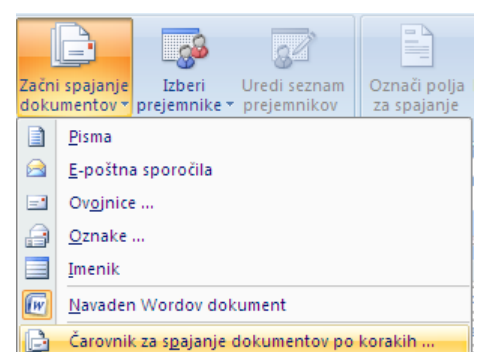 Začni spajanje
dokumentov
Izberi
prejemnike
Uredi seznam
prejemnikov
Označi polja
za spajanje
Pisma
E-poštna sporočila
Ovojnice ...
Oznake ...
Imenik
Navaden Wordov dokument
Čarovnik za spajanje dokumentov po korakih ...